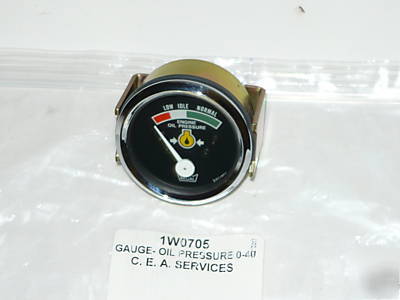 LOW IDLE NORMAL
ENGINE
OIL PRESSURE
1W0705
GAUGE- OIL PRESSURE 0-40
C. E. A. SERVICES